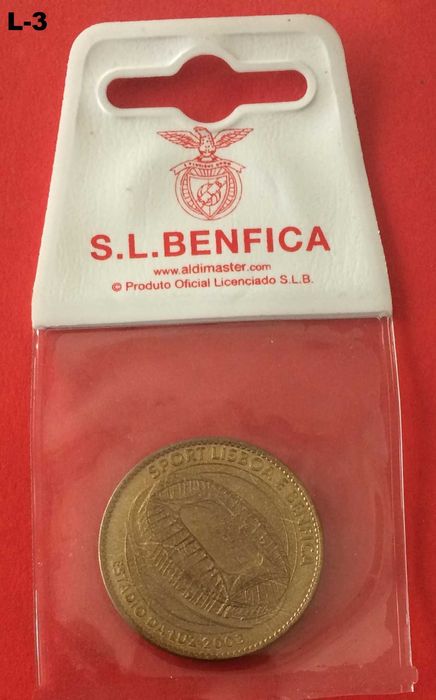 L-3
S.L.BENFICA
www.aldimaster.com
© Produto Oficial Licenciado S.L.B.
SPORT LISBOA E BENFICA
ESTÁDIO DA LUZ-2003